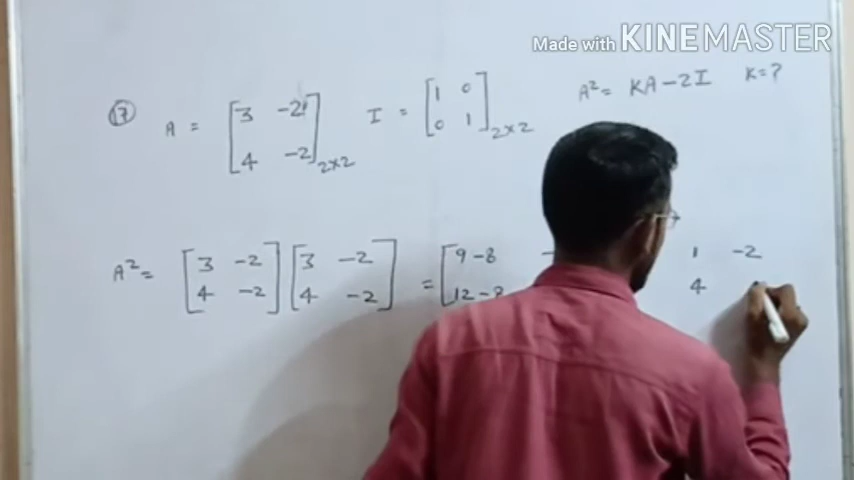 Made with KINEMASTER
⑰ A = [3 -2; 4 -2]2×2 I = [1 0; 0 1]2×2 A² = KA - 2I K = ?
A² = [3 -2; 4 -2] [3 -2; 4 -2] = [9-8; 12-8 1 -2; 4